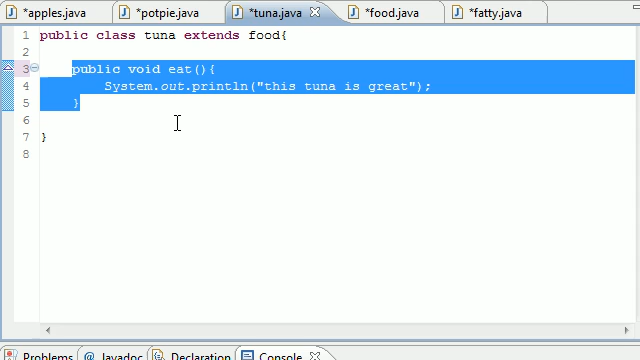 *apples.java *potpie.java *tuna.java *food.java *fatty.java
1 public class tuna extends food{
2
3 public void eat(){
4 System.out.println("this tuna is great");
5 }
6
7 }
8
Problems @ Javadoc Declaration Console